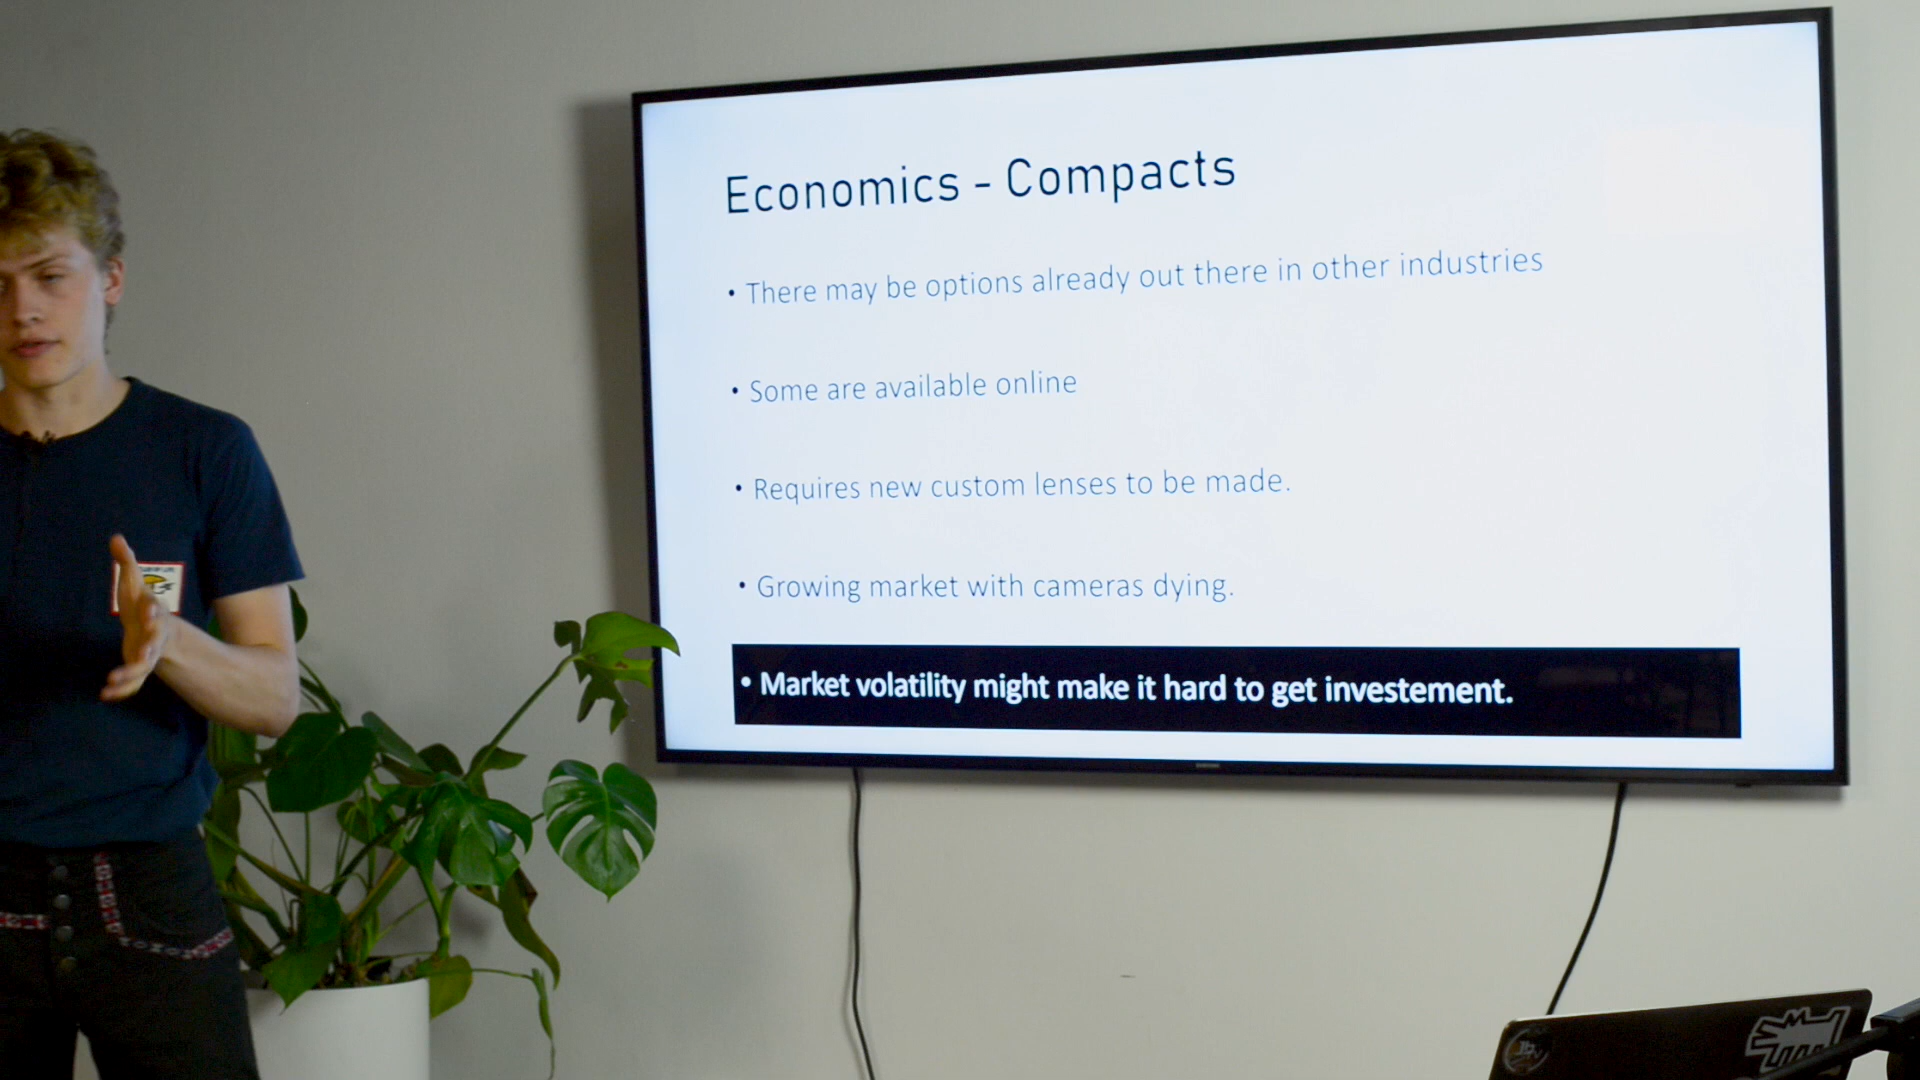 Economics - Compacts
• There may be options already out there in other industries
• Some are available online
• Requires new custom lenses to be made.
• Growing market with cameras dying.
• Market volatility might make it hard to get investement.